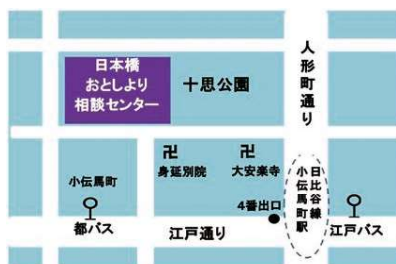 日本橋
おとしより
相談センター
十思公園
人形町通り
卍
身延別院
卍
大安楽寺
小伝馬町
都バス
4番出口
江戸通り
日比谷線
小伝馬町駅
江戸バス